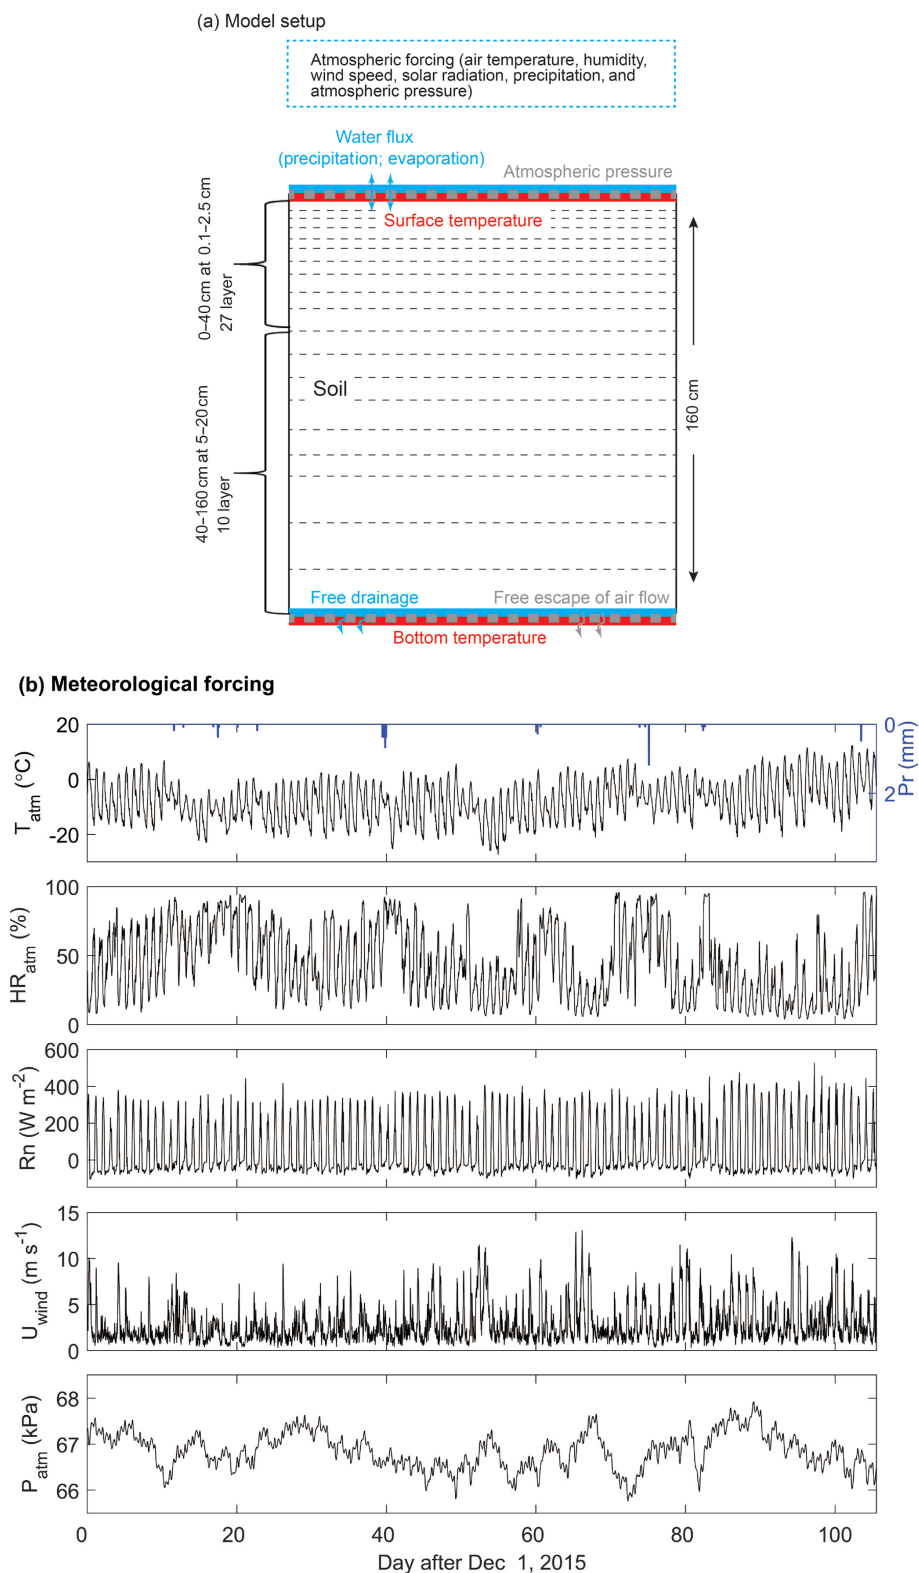 (a) Model setup
Atmospheric forcing (air temperature, humidity,
wind speed, solar radiation, precipitation, and
atmospheric pressure)
Water flux
(precipitation; evaporation)
Atmospheric pressure
Surface temperature
0–40 cm at 0.1–2.5 cm
27 layer
Soil
160 cm
40–160 cm at 5–20 cm
10 layer
Free drainage
Free escape of air flow
Bottom temperature
(b) Meteorological forcing
T_atm (°C)
20
0
-20
0
2
Pr (mm)
HR_atm (%)
100
50
0
Rn (W m⁻²)
600
400
200
0
U_wind (m s⁻¹)
15
10
5
0
P_atm (kPa)
68
67
66
0 20 40 60 80 100
Day after Dec 1, 2015